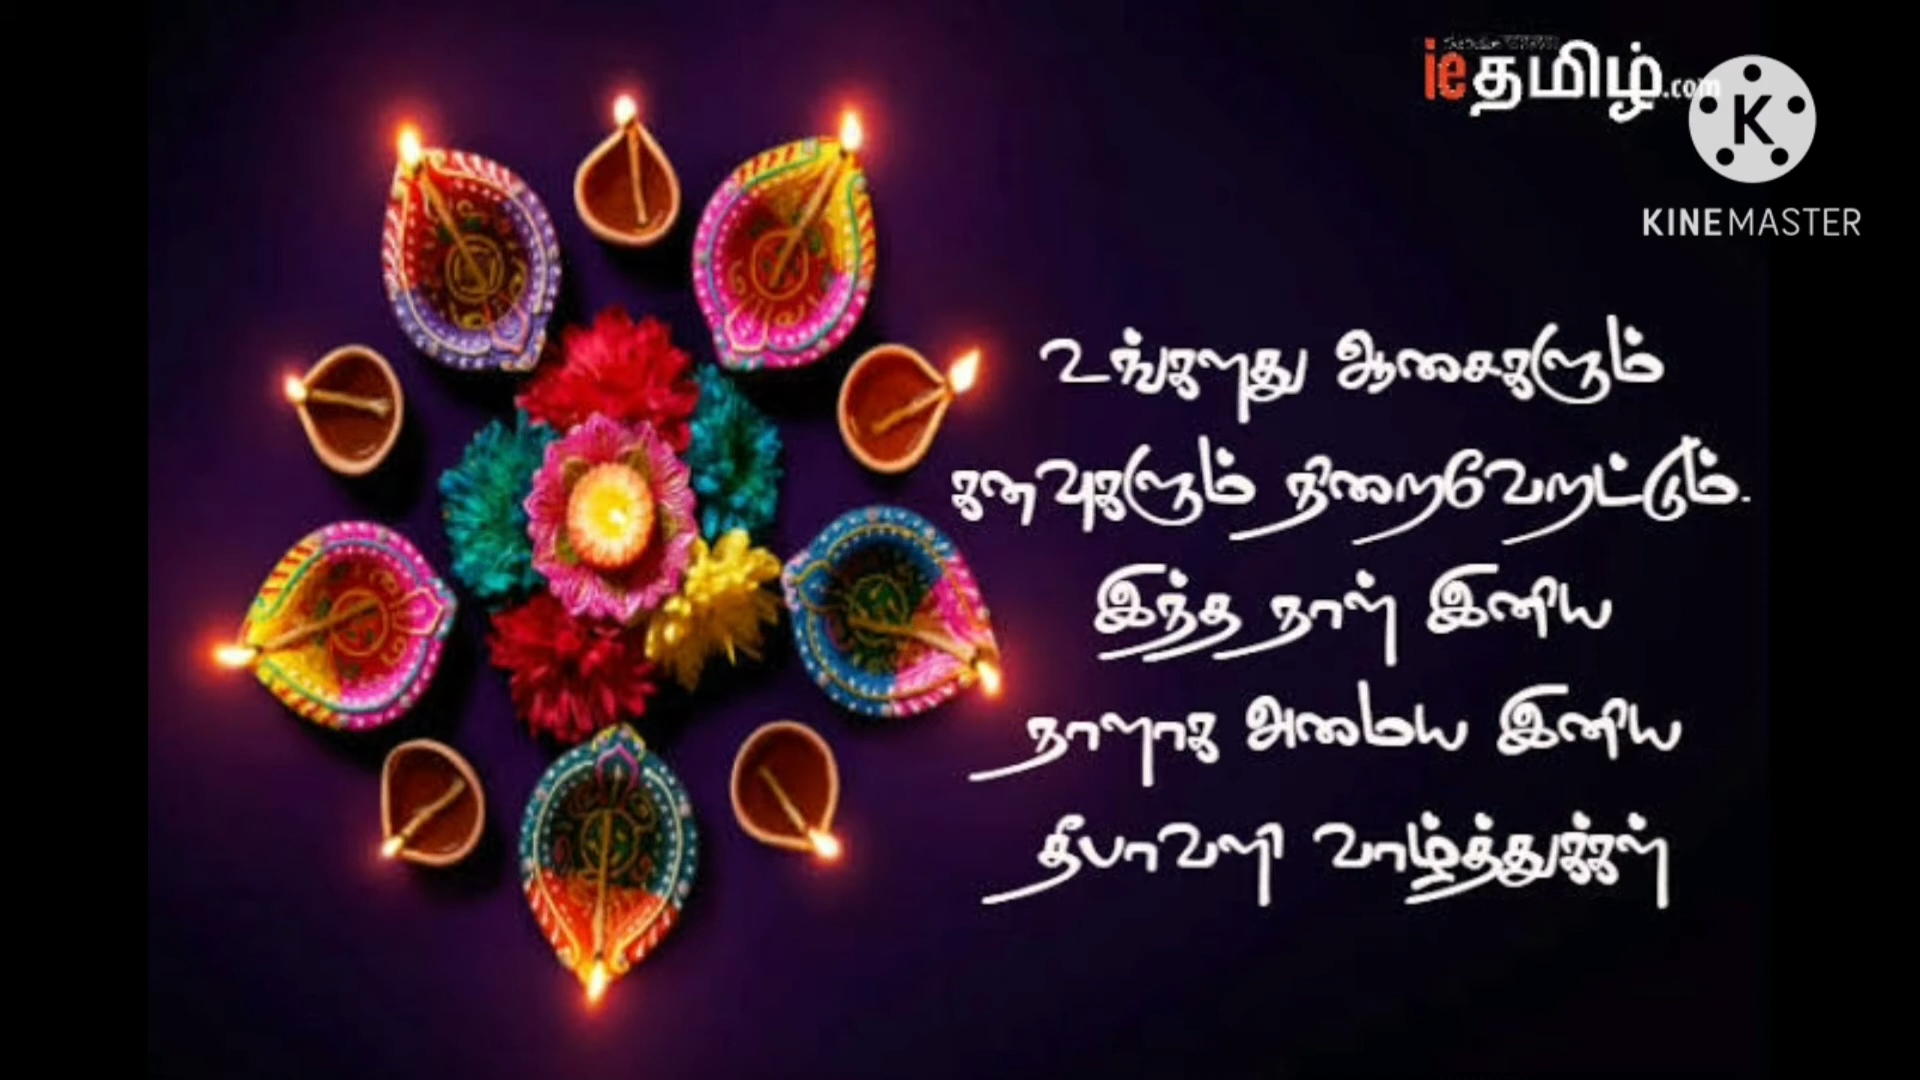 ieதமிழ்.com
KINEMASTER
உங்களது ஆசைகளும்
கனவுகளும் நிறைவேறட்டும்.
இந்த நாள் இனிய
நாளாக அமைய இனிய
தீபாவளி வாழ்த்துக்கள்